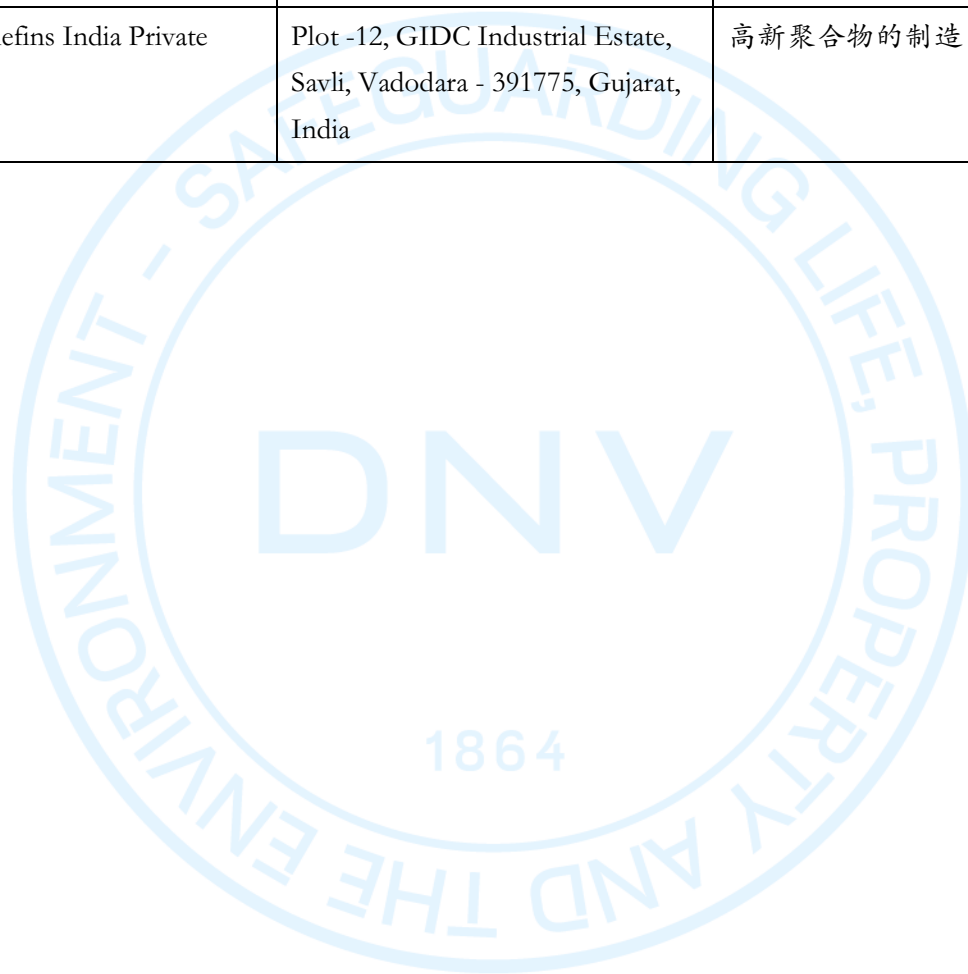 efins India Private
Plot -12, GIDC Industrial Estate,
Savli, Vadodara - 391775, Gujarat,
India
高新聚合物的制造
SAFEGUARDING LIFE, PROPERTY AND THE ENVIRONMENT -
DNV
1864